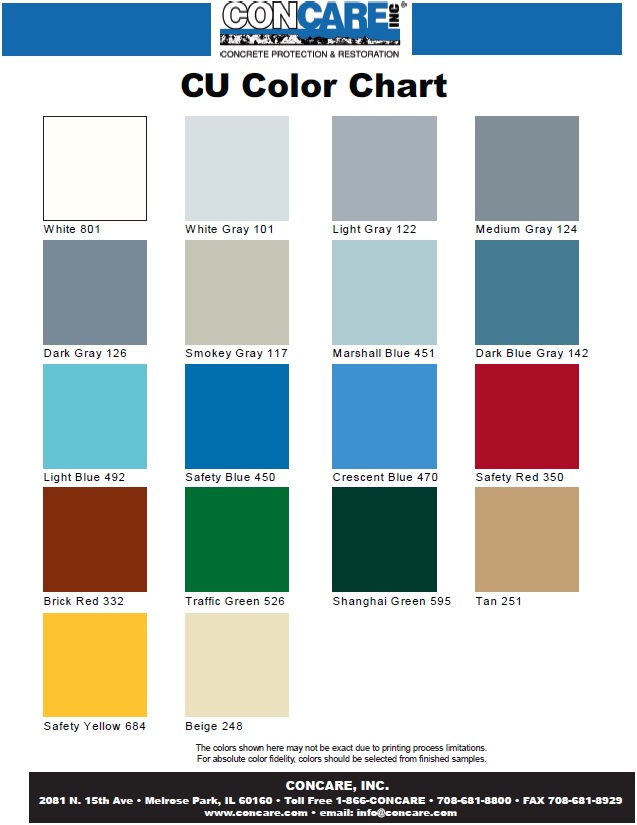 CONCARE INC®
CONCRETE PROTECTION & RESTORATION
CU Color Chart
White 801
White Gray 101
Light Gray 122
Medium Gray 124
Dark Gray 126
Smokey Gray 117
Marshall Blue 451
Dark Blue Gray 142
Light Blue 492
Safety Blue 450
Crescent Blue 470
Safety Red 350
Brick Red 332
Traffic Green 526
Shanghai Green 595
Tan 251
Safety Yellow 684
Beige 248
The colors shown here may not be exact due to printing process limitations.
For absolute color fidelity, colors should be selected from finished samples.
CONCARE, INC.
2081 N. 15th Ave • Melrose Park, IL 60160 • Toll Free 1-866-CONCARE • 708-681-8800 • FAX 708-681-8929
www.concare.com • email: info@concare.com